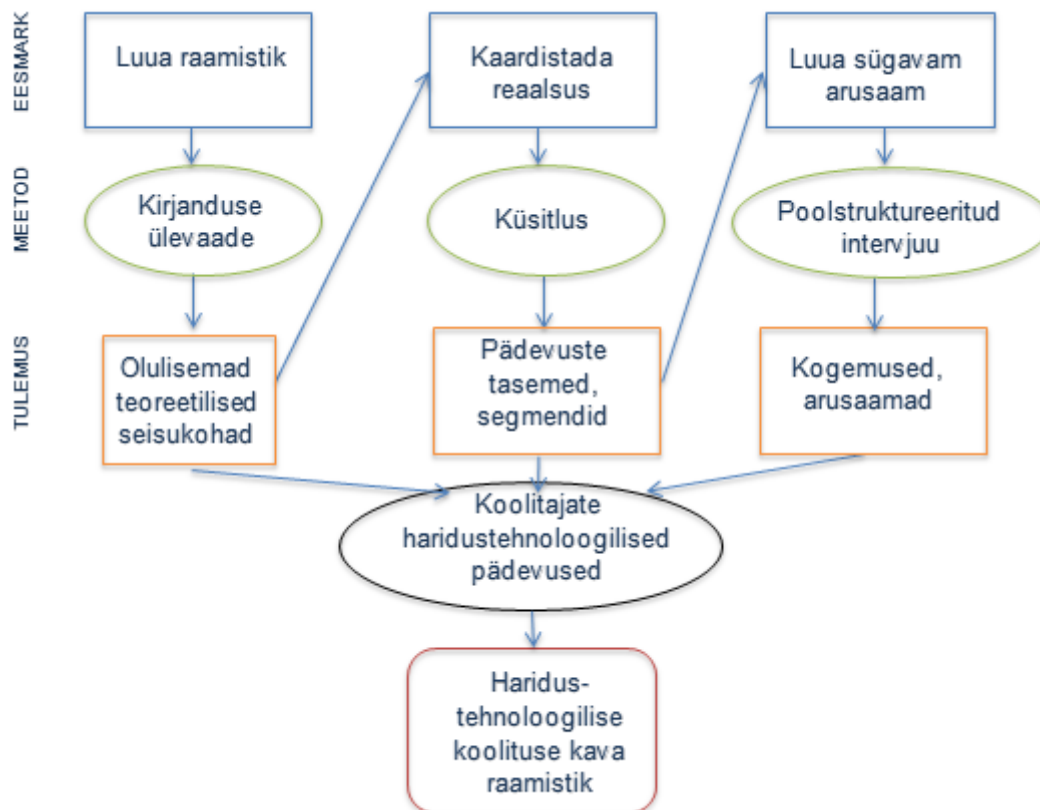 EESMARK
Luua raamistik
Kaardistada
reaalsus
Luua sügavam
arusaam
MEETOD
Kirjanduse
ülevaade
Küsitlus
Poolstruktureeritud
intervjuu
TULEMUS
Olulisemad
teoreetilised
seisukohad
Pädevuste
tasemed,
segmendid
Kogemused,
arusaamad
Koolitajate
haridustehnoloogilised
pädevused
Haridus-
tehnoloogilise
koolituse kava
raamistik